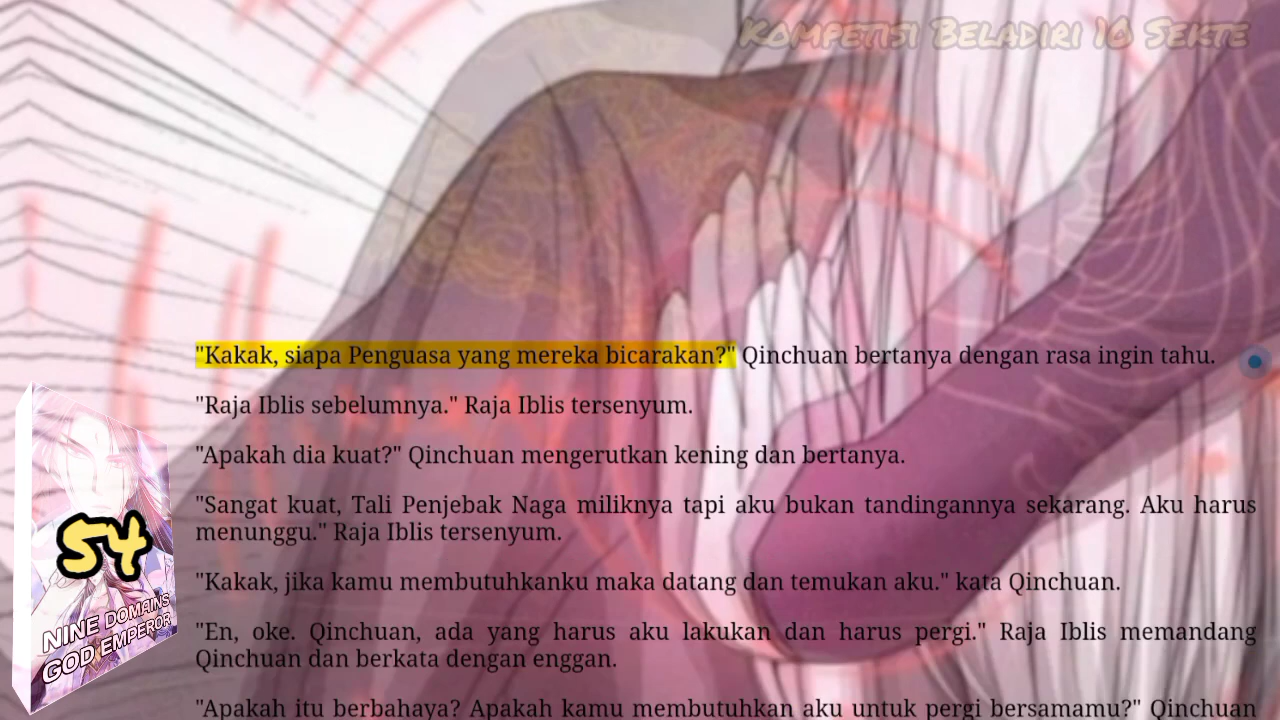 Kompetisi Beladiri 10 Sekte
"Kakak, siapa Penguasa yang mereka bicarakan?" Qinchuan bertanya dengan rasa ingin tahu.
"Raja Iblis sebelumnya." Raja Iblis tersenyum.
"Apakah dia kuat?" Qinchuan mengerutkan kening dan bertanya.
"Sangat kuat, Tali Penjebak Naga miliknya tapi aku bukan tandingannya sekarang. Aku harus
menunggu." Raja Iblis tersenyum.
"Kakak, jika kamu membutuhkanku maka datang dan temukan aku." kata Qinchuan.
"En, oke. Qinchuan, ada yang harus aku lakukan dan harus pergi." Raja Iblis memandang
Qinchuan dan berkata dengan enggan.
"Apakah itu berbahaya? Apakah kamu membutuhkan aku untuk pergi bersamamu?" Qinchuan
54
NINE DOMAINS
GOD EMPEROR